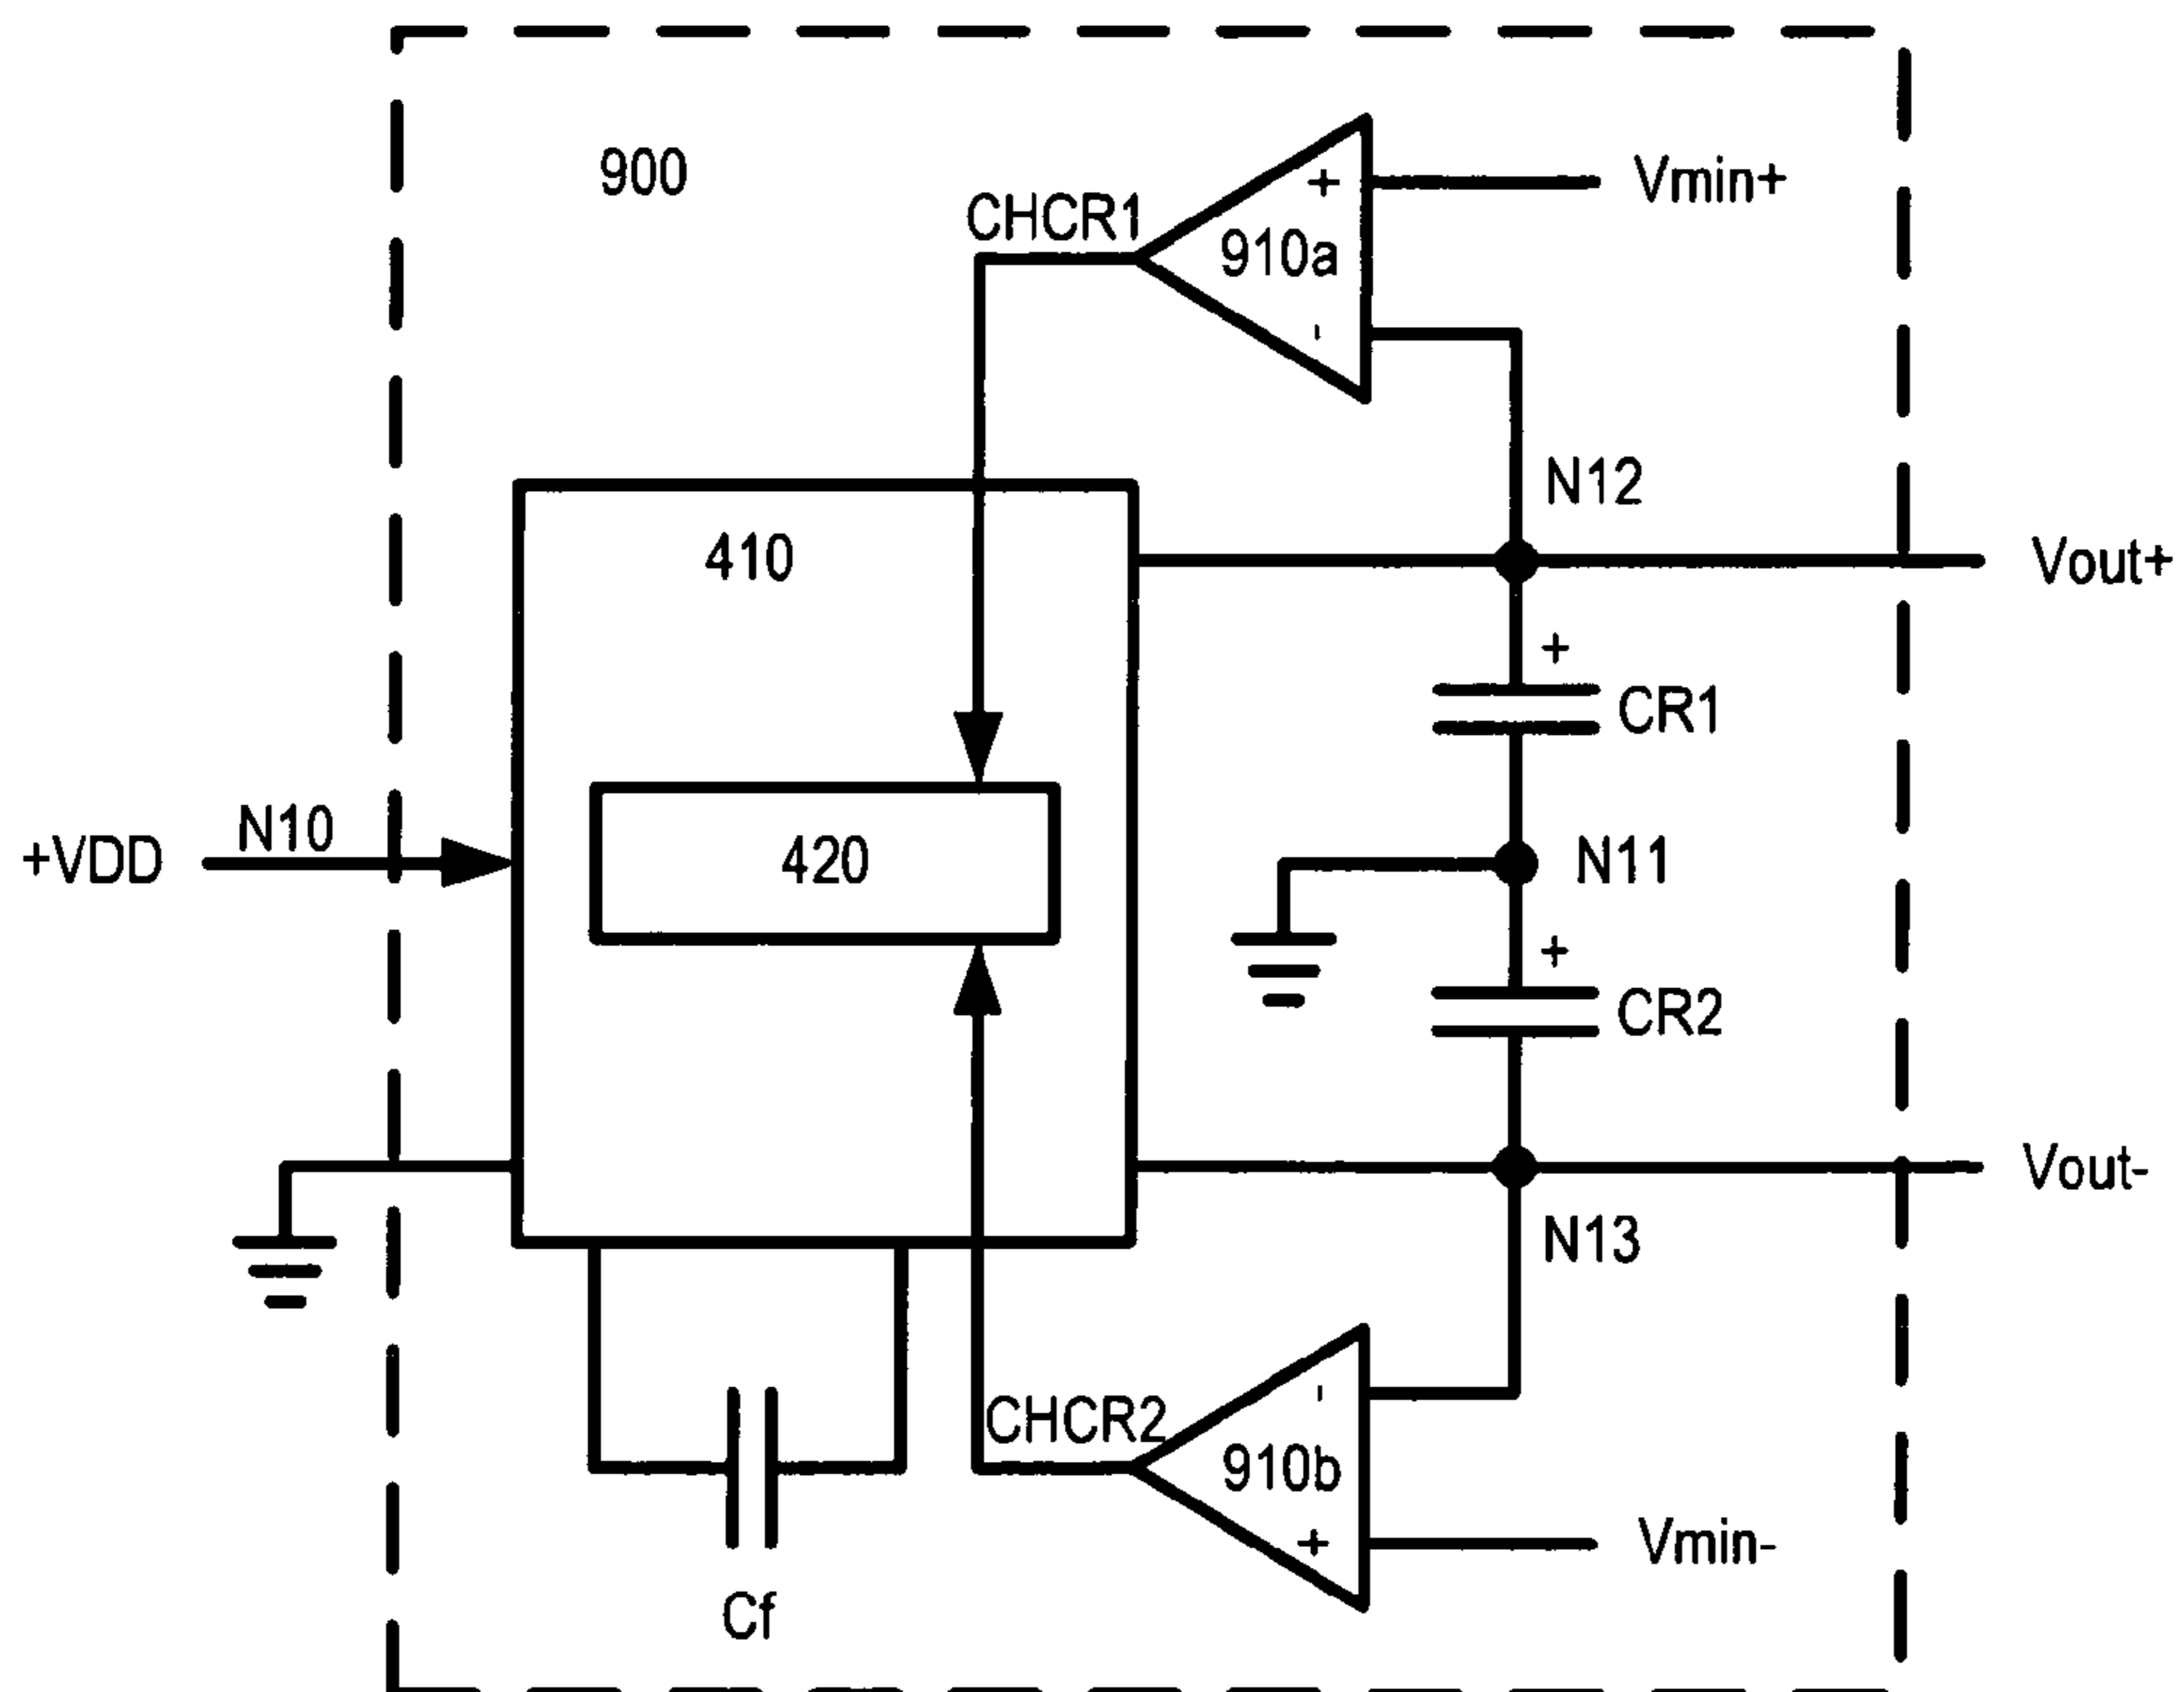 900
Vmin+
CHCR1
+
910a
-
N12
410
Vout+
+
CR1
N10
+VDD
420
N11
+
CR2
Vout-
N13
CHCR2
-
910b
+
Vmin-
Cf